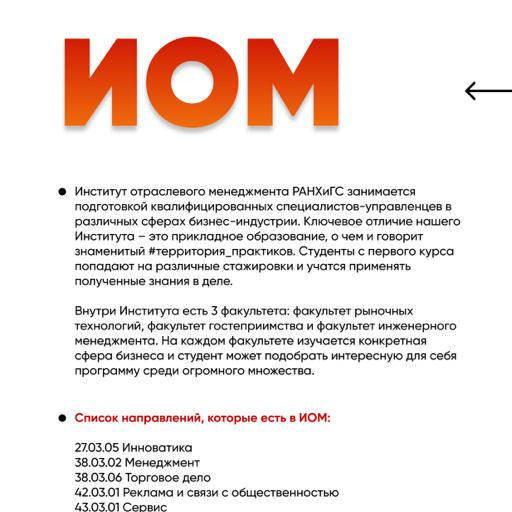 ИОМ
Институт отраслевого менеджмента РАНХиГС занимается
подготовкой квалифицированных специалистов-управленцев в
различных сферах бизнес-индустрии. Ключевое отличие нашего
Института – это прикладное образование, о чем и говорит
знаменитый #территория_практиков. Студенты с первого курса
попадают на различные стажировки и учатся применять
полученные знания в деле.
Внутри Института есть 3 факультета: факультет рыночных
технологий, факультет гостеприимства и факультет инженерного
менеджмента. На каждом факультете изучается конкретная
сфера бизнеса и студент может подобрать интересную для себя
программу среди огромного множества.
Список направлений, которые есть в ИОМ:
27.03.05 Инноватика
38.03.02 Менеджмент
38.03.06 Торговое дело
42.03.01 Реклама и связи с общественностью
43.03.01 Сервис